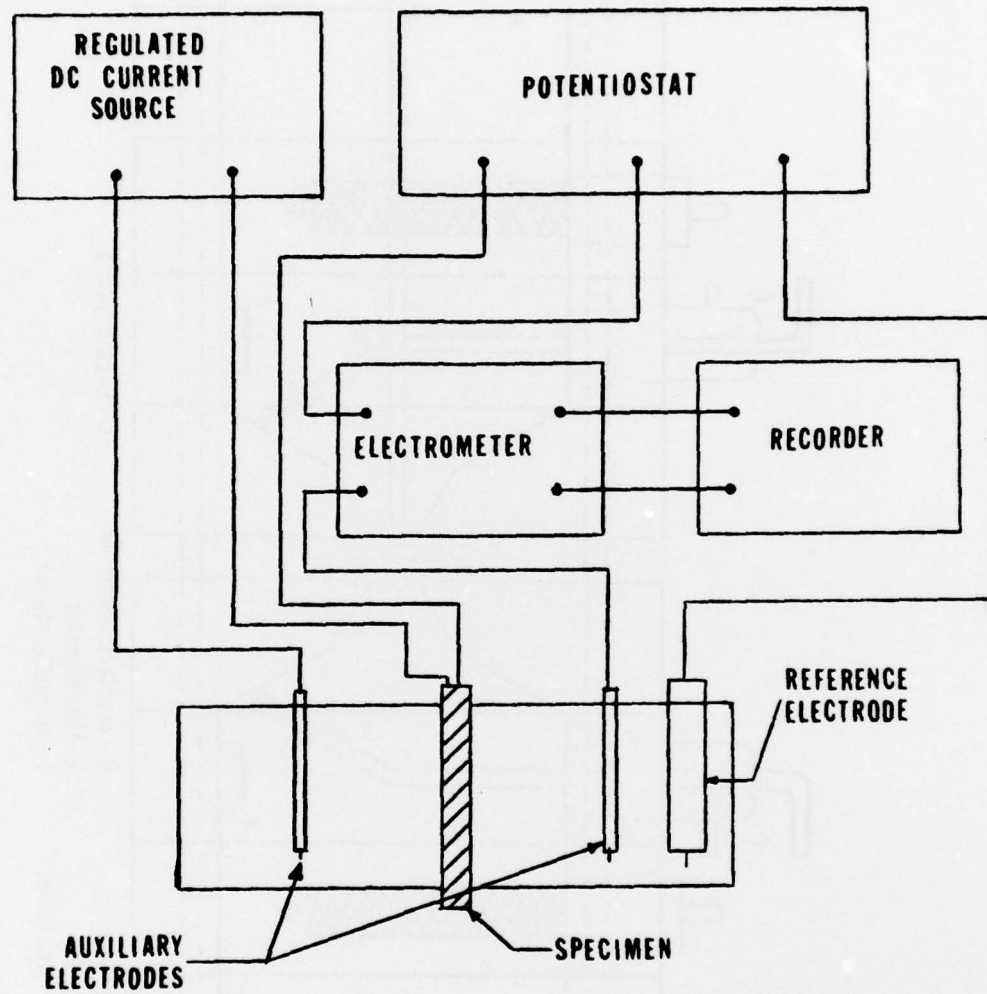 REGULATED
DC CURRENT
SOURCE
POTENTIOSTAT
ELECTROMETER
RECORDER
REFERENCE
ELECTRODE
AUXILIARY
ELECTRODES
SPECIMEN